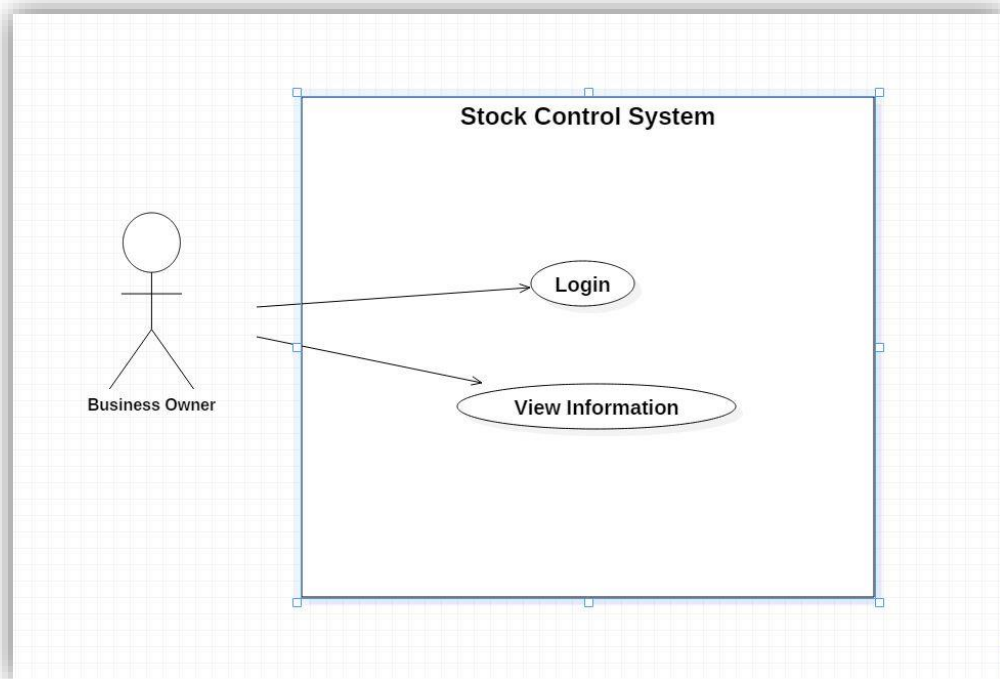 Stock Control System
Login
View Information
Business Owner